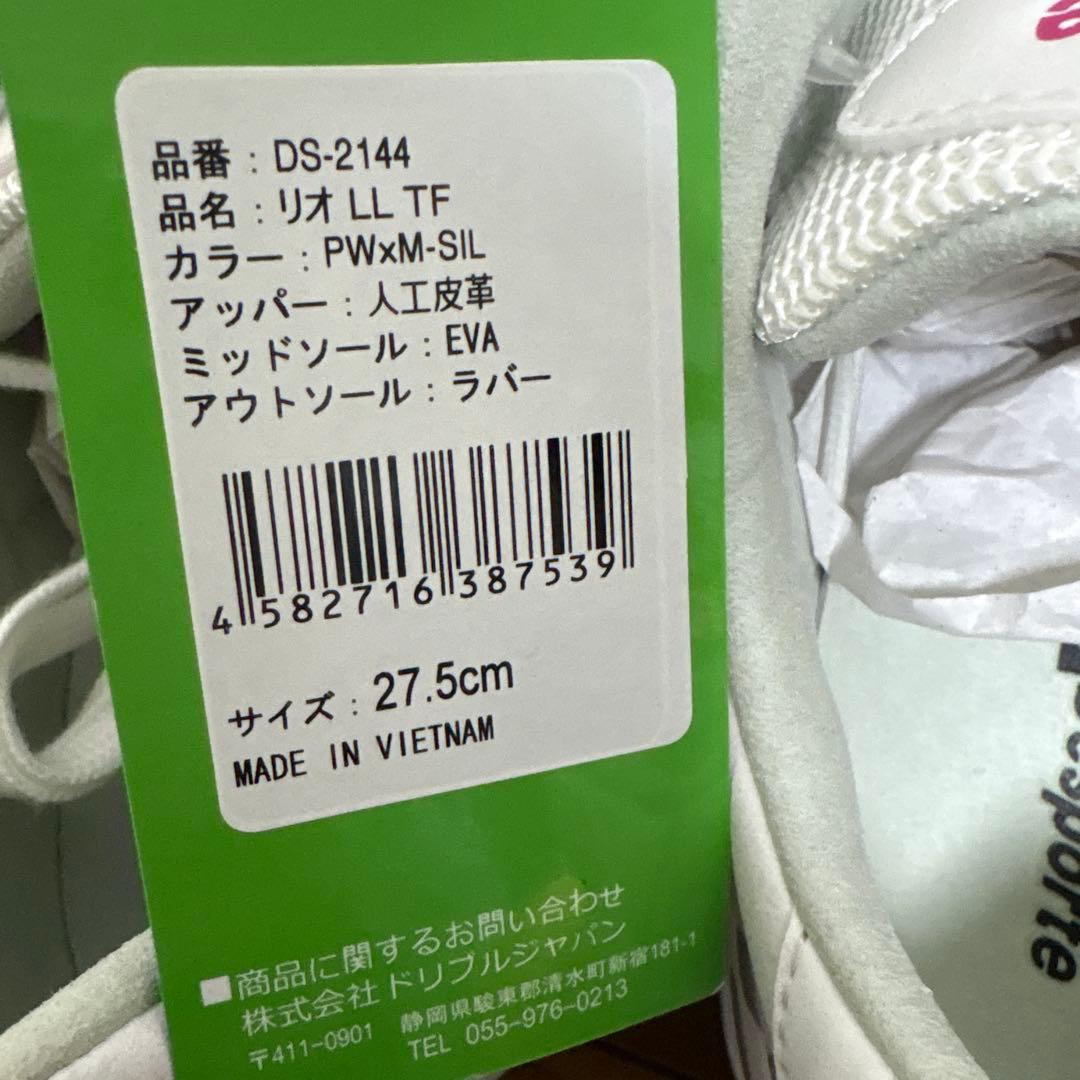 品番 : DS-2144
品名 : リオ LL TF
カラー : PWxM-SIL
アッパー : 人工皮革
ミッドソール : EVA
アウトソール : ラバー
4 582716 387539
サイズ : 27.5cm
MADE IN VIETNAM
■商品に関するお問い合わせ
株式会社 ドリブルジャパン
〒411-0901 静岡県駿東郡清水町新宿181-1
TEL 055-976-0213